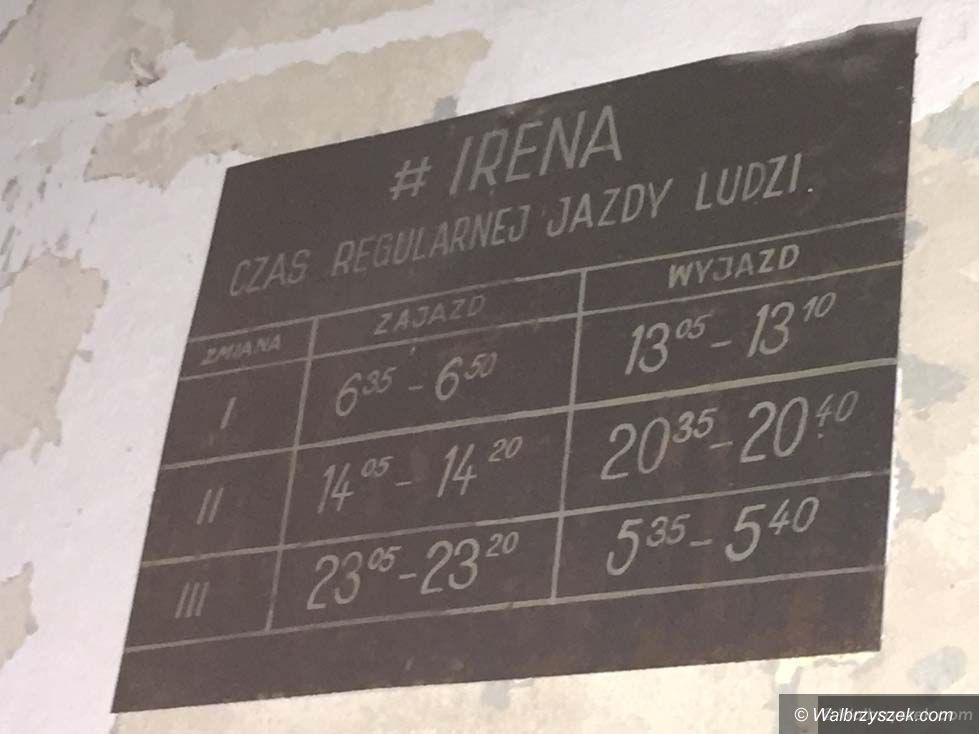 # IRENA
CZAS REGULARNEJ JAZDY LUDZI.
ZMIANA ZAJAZD WYJAZD
I 6³⁵ - 6⁵⁰ 13⁰⁵ - 13¹⁰
II 14⁰⁵ - 14²⁰ 20³⁵ - 20⁴⁰
III 23⁰⁵ - 23²⁰ 5³⁵ - 5⁴⁰
© Walbrzyszek.com